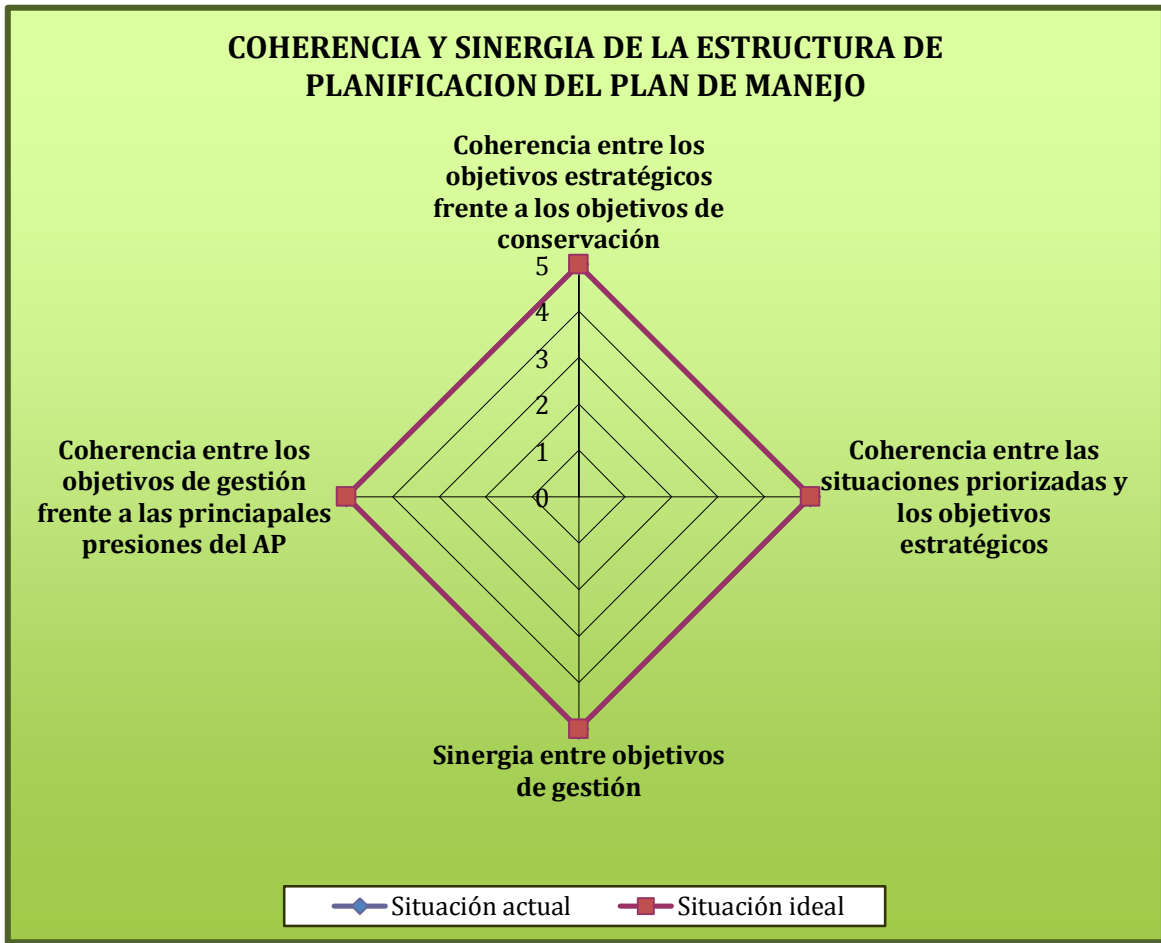 COHERENCIA Y SINERGIA DE LA ESTRUCTURA DE
PLANIFICACION DEL PLAN DE MANEJO
Coherencia entre los
objetivos estratégicos
frente a los objetivos de
conservación
5
4
3
2
1
0
Coherencia entre los
objetivos de gestión
frente a las princiapales
presiones del AP
Coherencia entre las
situaciones priorizadas y
los objetivos
estratégicos
Sinergia entre objetivos
de gestión
Situación actual
Situación ideal